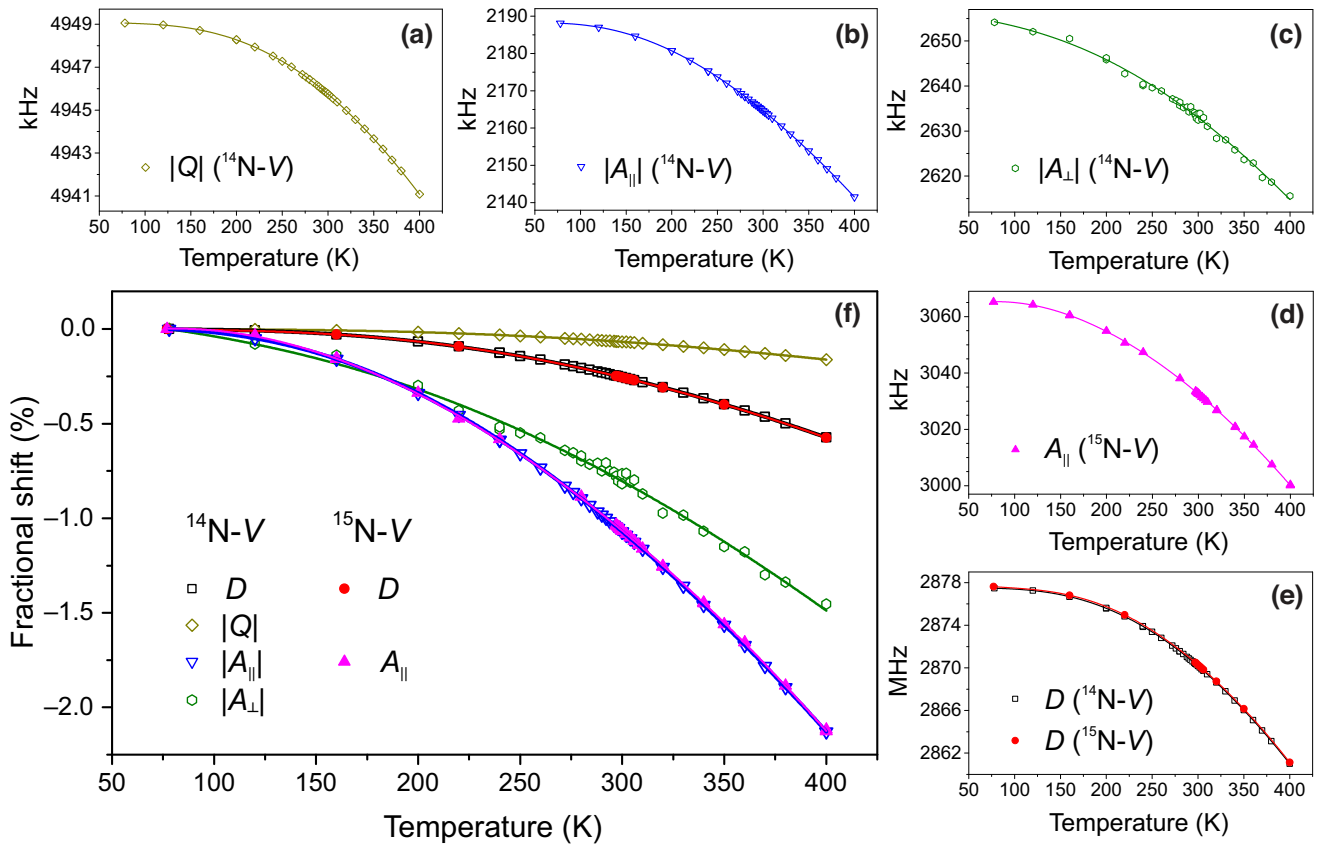 (a)
4949
4947
4945
4943
4941
kHz
|Q| (¹⁴N-V)
50 100 150 200 250 300 350 400
Temperature (K)
(b)
2190
2180
2170
2160
2150
2140
kHz
|A∥| (¹⁴N-V)
50 100 150 200 250 300 350 400
Temperature (K)
(c)
2650
2640
2630
2620
kHz
|A⊥| (¹⁴N-V)
50 100 150 200 250 300 350 400
Temperature (K)
(f)
0.0
−0.5
−1.0
−1.5
−2.0
Fractional shift (%)
¹⁴N-V ¹⁵N-V
D D
|Q|
|A∥| A∥
|A⊥|
50 100 150 200 250 300 350 400
Temperature (K)
(d)
3060
3040
3020
3000
kHz
A∥ (¹⁵N-V)
50 100 150 200 250 300 350 400
Temperature (K)
(e)
2878
2874
2870
2866
2862
MHz
D (¹⁴N-V)
D (¹⁵N-V)
50 100 150 200 250 300 350 400
Temperature (K)